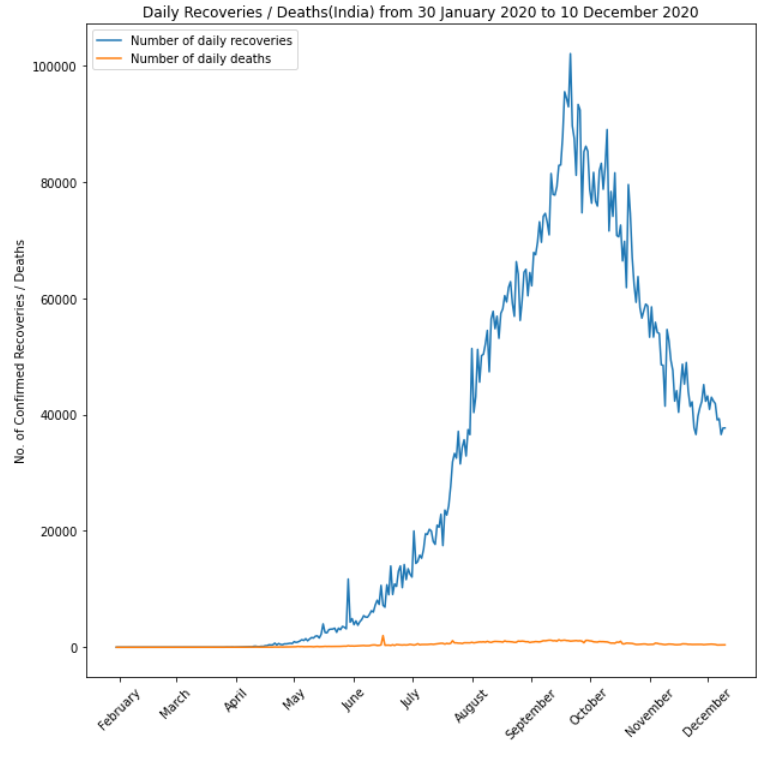 Daily Recoveries / Deaths(India) from 30 January 2020 to 10 December 2020
Number of daily recoveries
Number of daily deaths
No. of Confirmed Recoveries / Deaths
100000
80000
60000
40000
20000
0
February
March
April
May
June
July
August
September
October
November
December